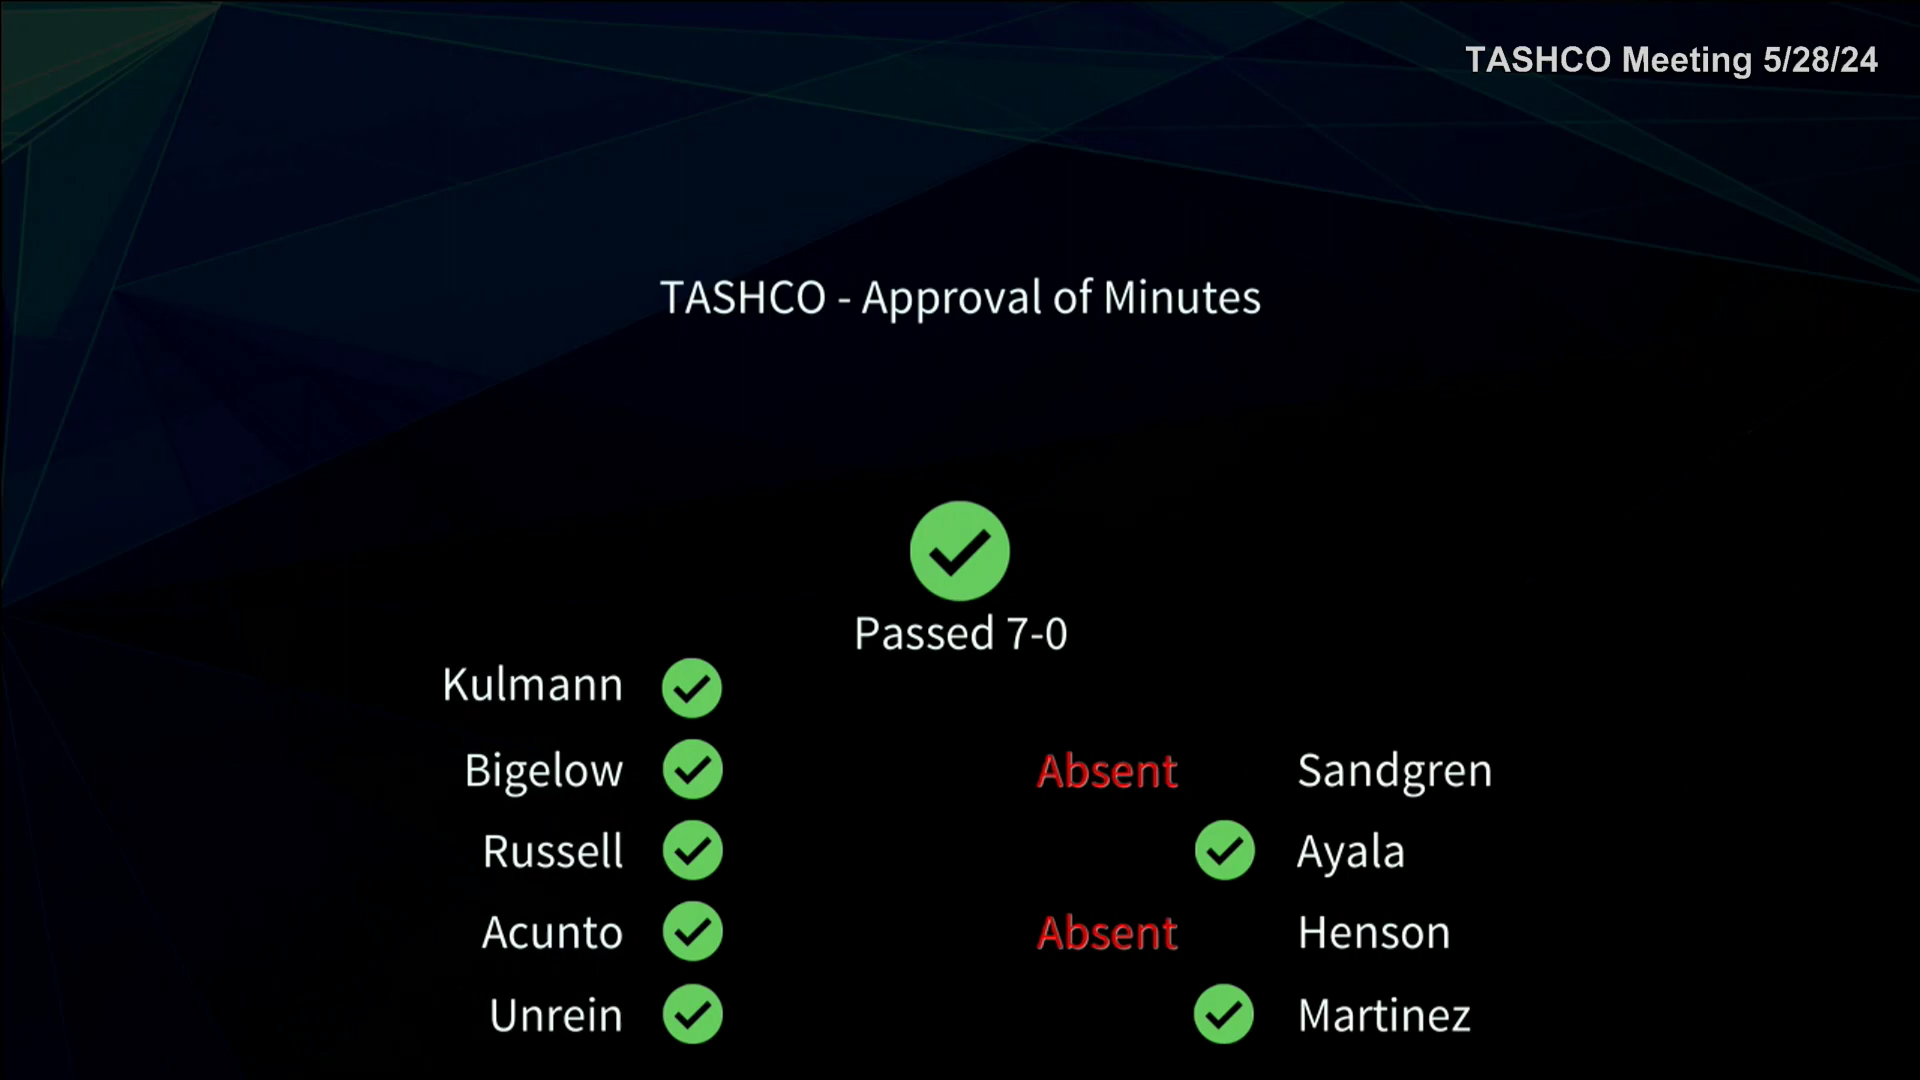 TASHCO Meeting 5/28/24
TASHCO - Approval of Minutes
Passed 7-0
Kulmann
Bigelow Absent Sandgren
Russell Ayala
Acunto Absent Henson
Unrein Martinez